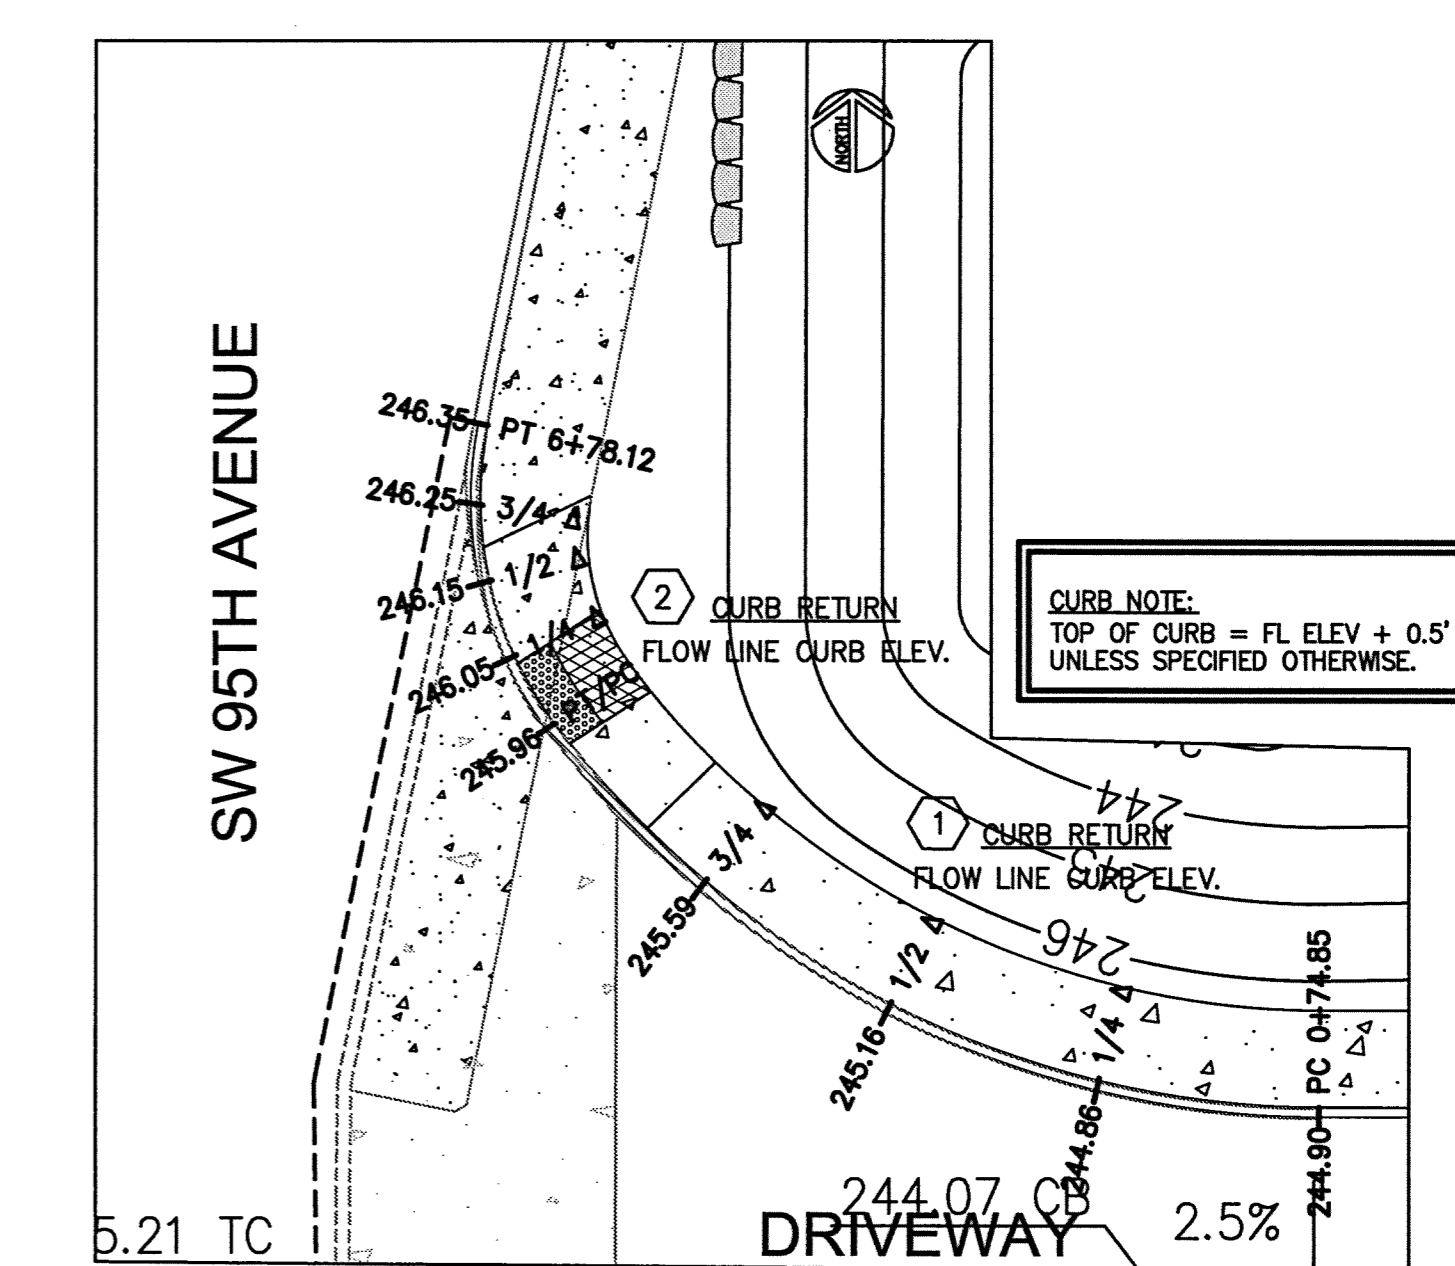 NORTH
SW 95TH AVENUE
246.35
PT 6+78.12
246.25
3/4 Δ
246.15
1/2 Δ
246.05
1/4 Δ
245.96
PT/PC
2
CURB RETURN
FLOW LINE CURB ELEV.
CURB NOTE:
TOP OF CURB = FL ELEV + 0.5'
UNLESS SPECIFIED OTHERWISE.
244
1
CURB RETURN
FLOW LINE CURB ELEV.
246
245.59
3/4 Δ
245.16
1/2 Δ
244.86
1/4 Δ
244.90
PC 0+74.85
244.07 CB
DRIVEWAY
2.5%
5.21 TC